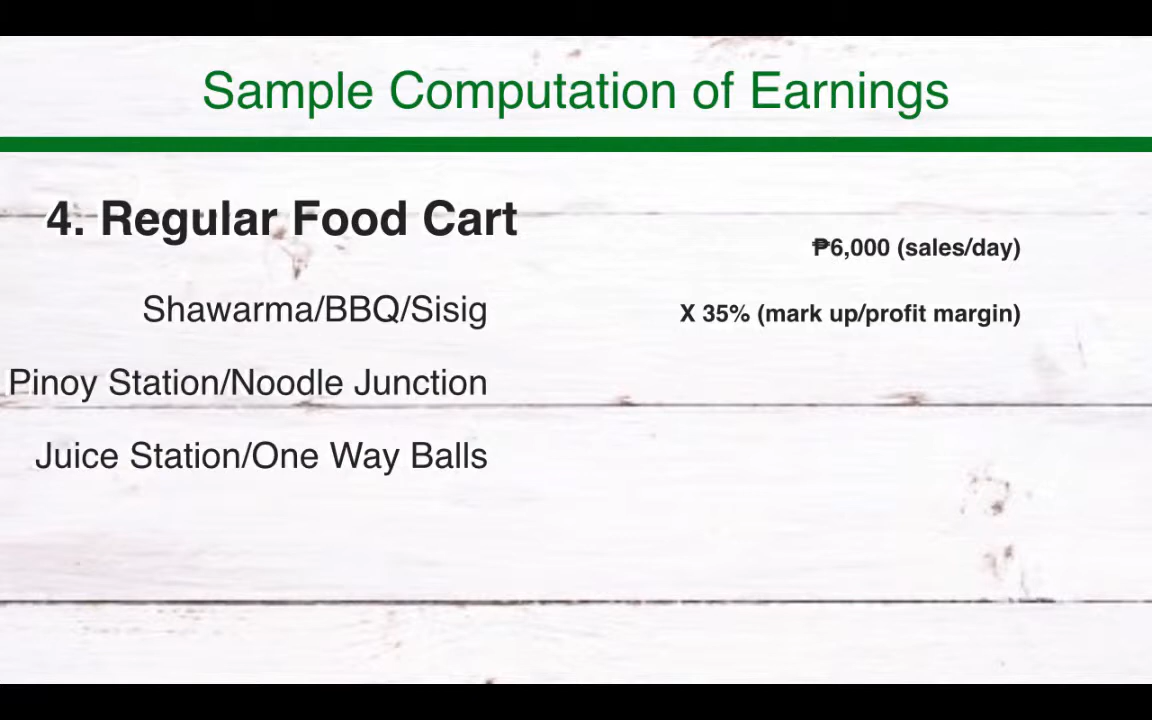 Sample Computation of Earnings
4. Regular Food Cart
₱6,000 (sales/day)
Shawarma/BBQ/Sisig
X 35% (mark up/profit margin)
Pinoy Station/Noodle Junction
Juice Station/One Way Balls